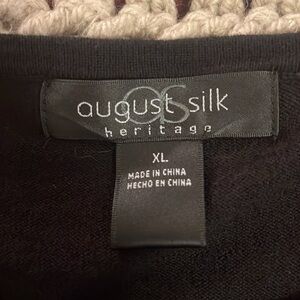 august silk
heritage
XL
MADE IN CHINA
HECHO EN CHINA